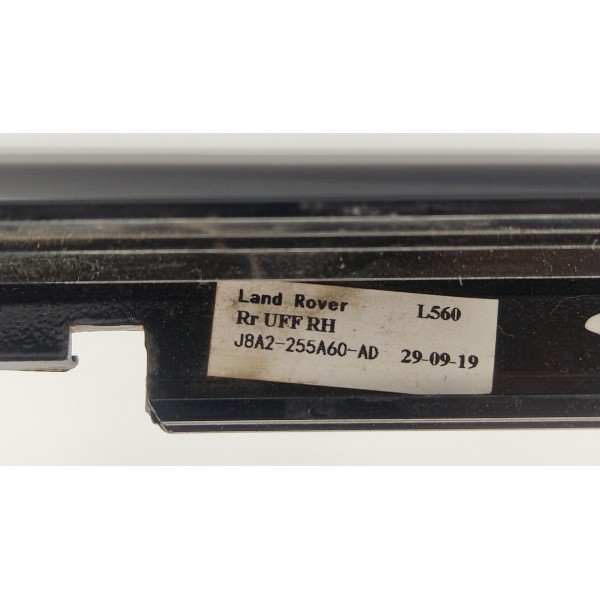 Land Rover L560
Rr UFF RH
J8A2-255A60-AD 29-09-19